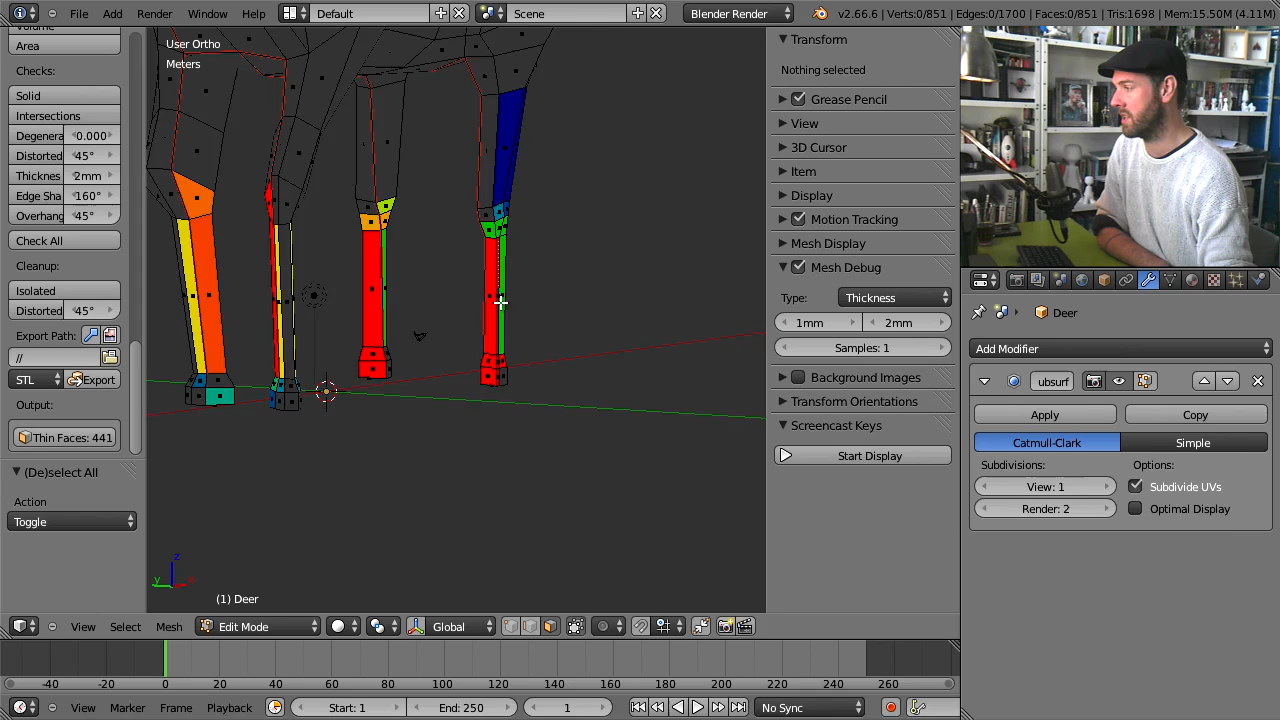 File Add Render Window Help Default Scene Blender Render v2.66.6 | Verts:0/851 | Edges:0/1700 | Faces:0/851 | Tris:1698 | Mem:15.50M (4.11M)
Area
Checks:
Solid
Intersections
Degenera 0.000
Distorted 45°
Thicknes 2mm
Edge Sha 160°
Overhang 45°
Check All
Cleanup:
Isolated
Distorted 45°
Export Path:
//
STL Export
Output:
Thin Faces: 441
(De)select All
Action
Toggle
User Ortho
Meters
z
y
(1) Deer
View Select Mesh Edit Mode Global
Transform
Nothing selected
Grease Pencil
View
3D Cursor
Item
Display
Motion Tracking
Mesh Display
Mesh Debug
Type: Thickness
1mm 2mm
Samples: 1
Background Images
Transform Orientations
Screencast Keys
Start Display
Deer
Add Modifier
ubsurf
Apply Copy
Catmull-Clark Simple
Subdivisions: Options:
View: 1 Subdivide UVs
Render: 2 Optimal Display
-40 -20 0 20 40 60 80 100 120 140 160 180 200 220 240 260
View Marker Frame Playback Start: 1 End: 250 1 No Sync